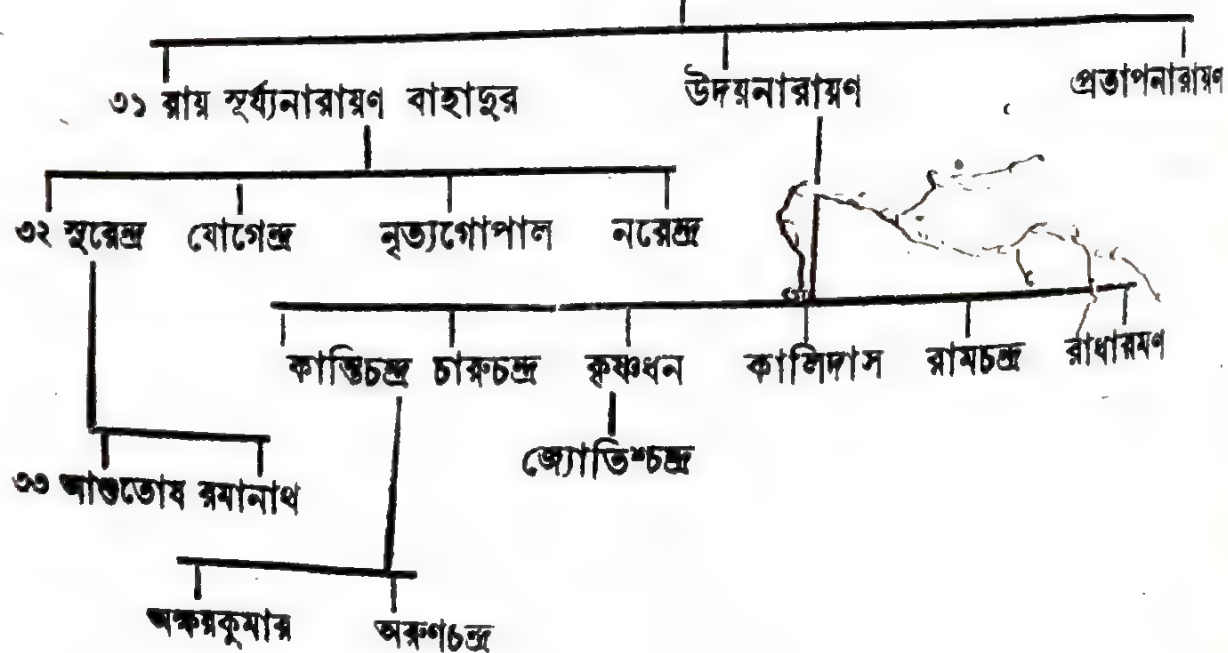 ৩১ রায় সূর্য্যনারায়ণ বাহাদুর উদয়নারায়ণ প্রতাপনারায়ণ
৩২ সুরেন্দ্র যোগেন্দ্র নৃত্যগোপাল নরেন্দ্র
কান্তিচন্দ্র চারুচন্দ্র কৃষ্ণধন কালিদাস রামচন্দ্র রাধারমণ
জ্যোতিশ্চন্দ্র
৩৩ আশুতোষ রমানাথ
অক্ষয়কুমার অরুণচন্দ্র